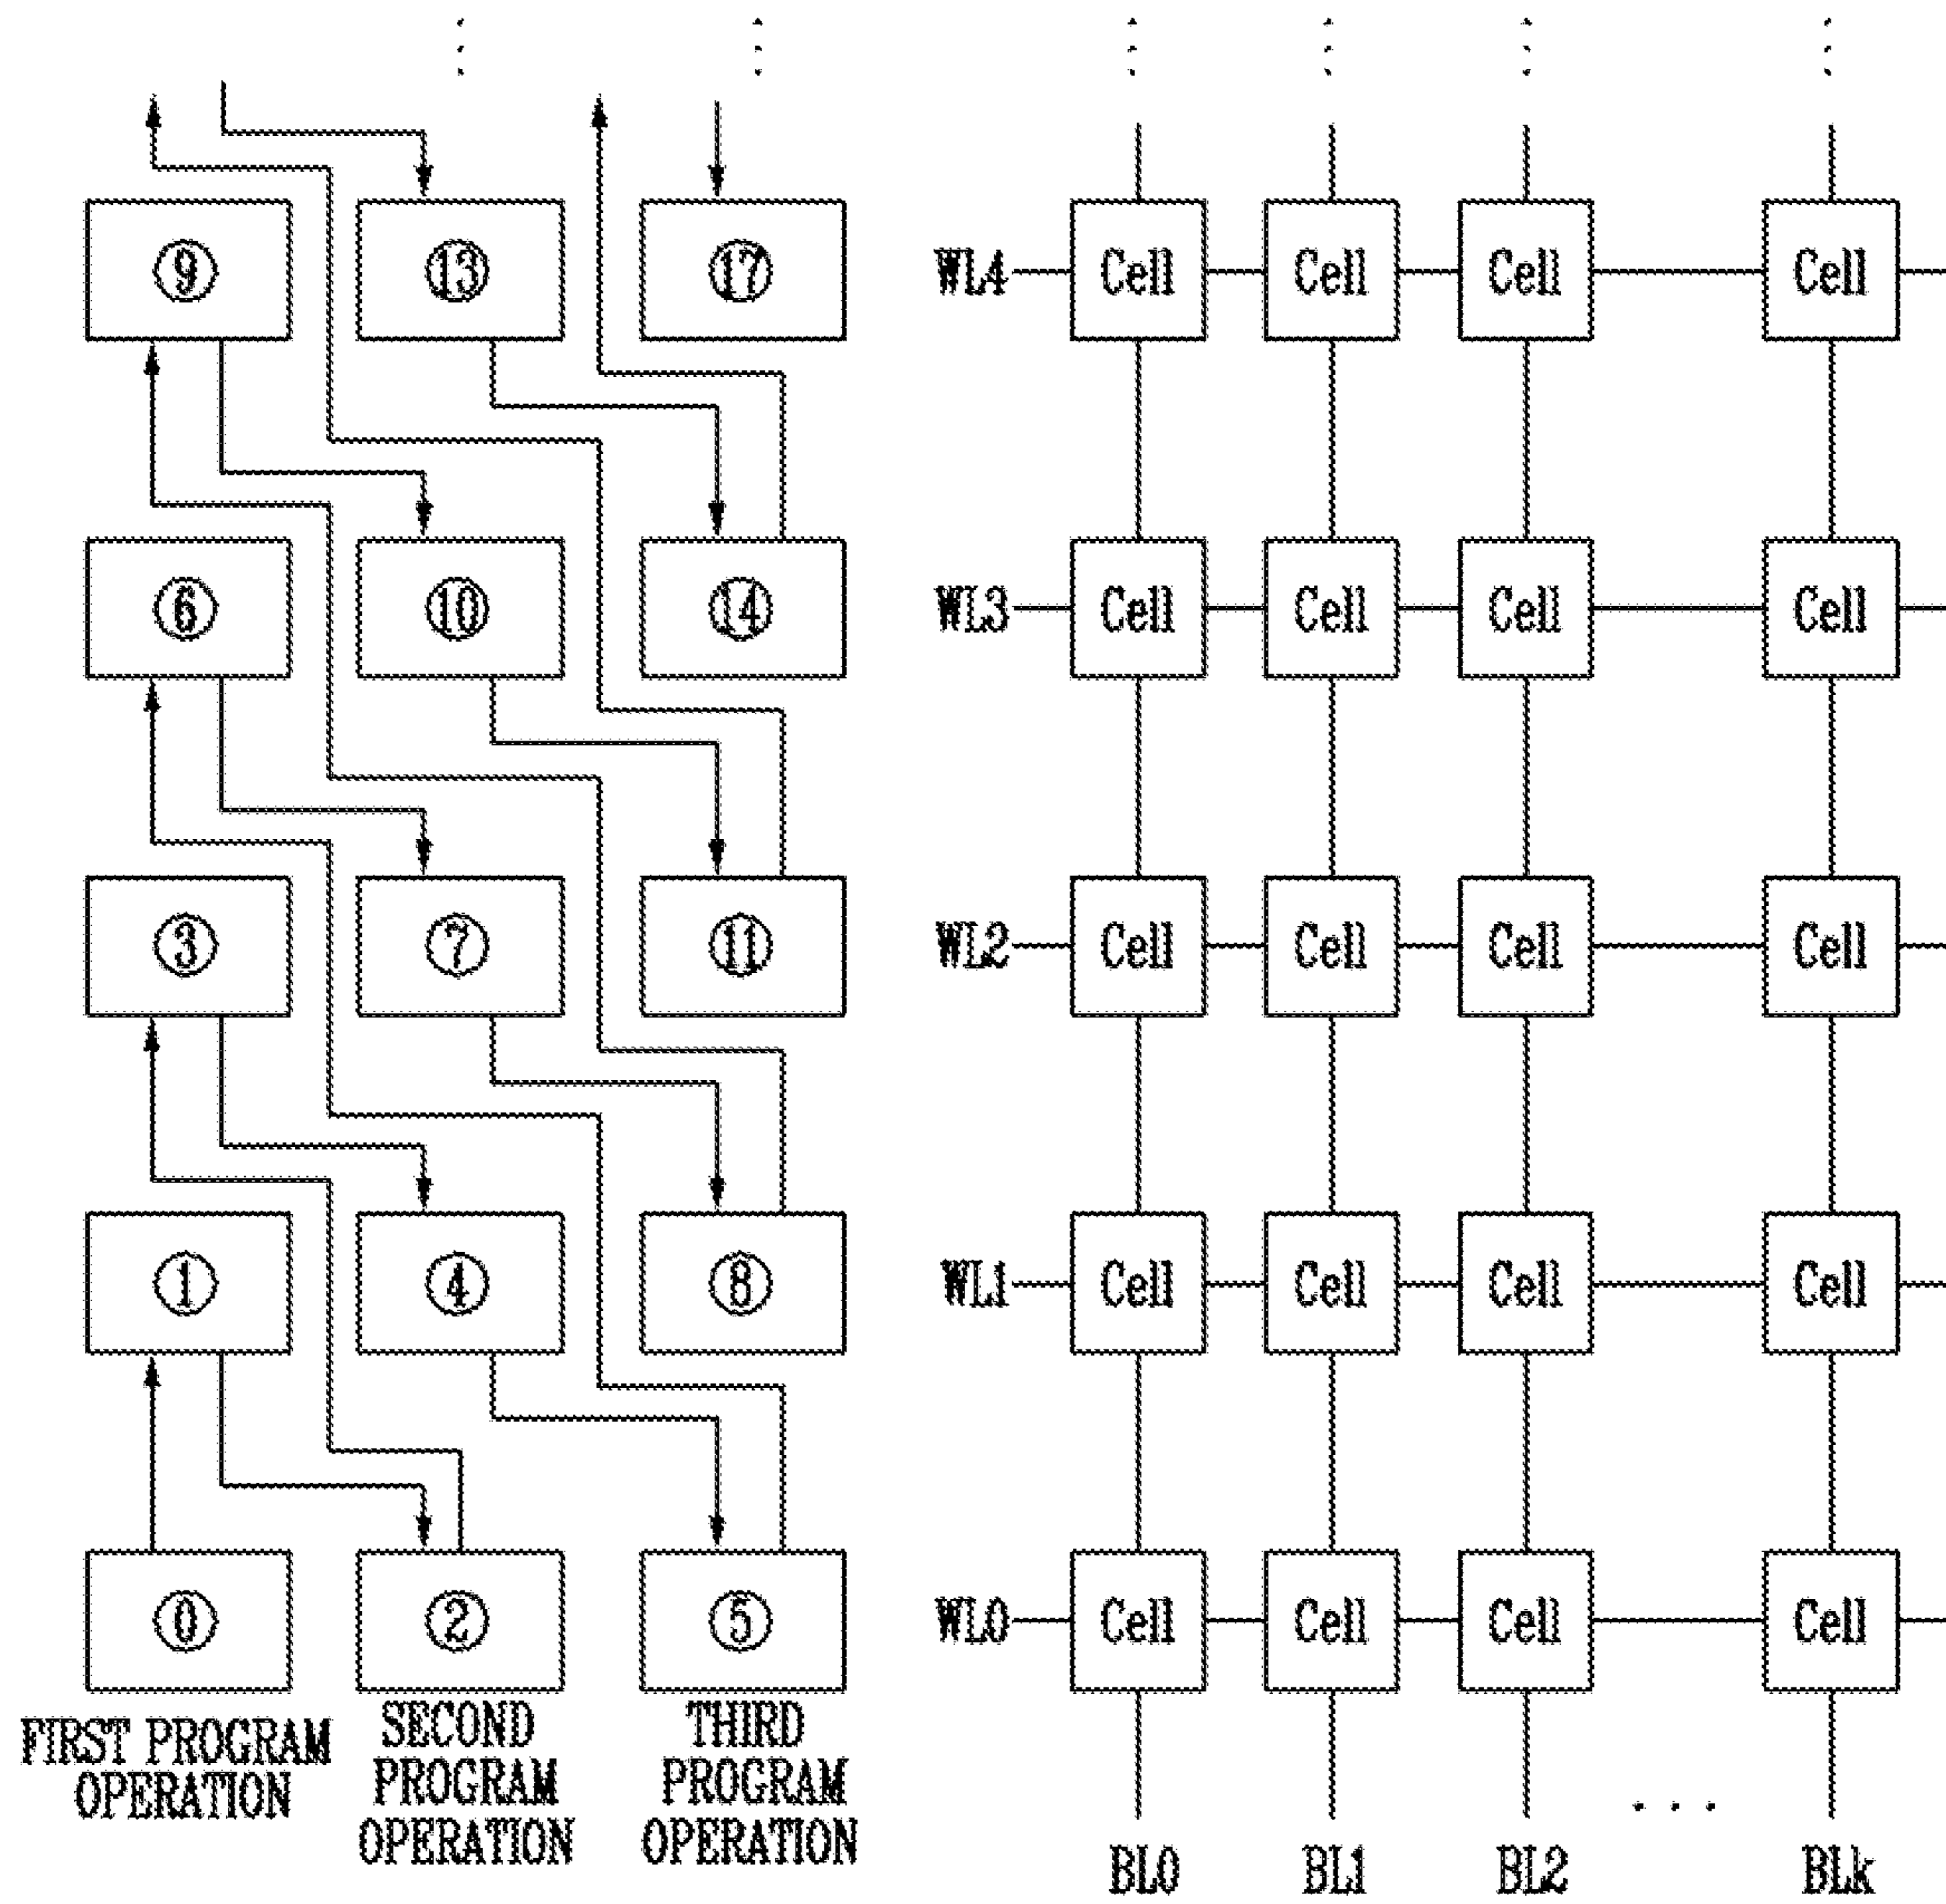 ⑨ ⑬ ⑰ WL4 Cell Cell Cell Cell
⑥ ⑩ ⑭ WL3 Cell Cell Cell Cell
③ ⑦ ⑪ WL2 Cell Cell Cell Cell
① ④ ⑧ WL1 Cell Cell Cell Cell
⓪ ② ⑤ WL0 Cell Cell Cell Cell
FIRST PROGRAM
OPERATION
SECOND
PROGRAM
OPERATION
THIRD
PROGRAM
OPERATION
BL0 BL1 BL2 ... BLk